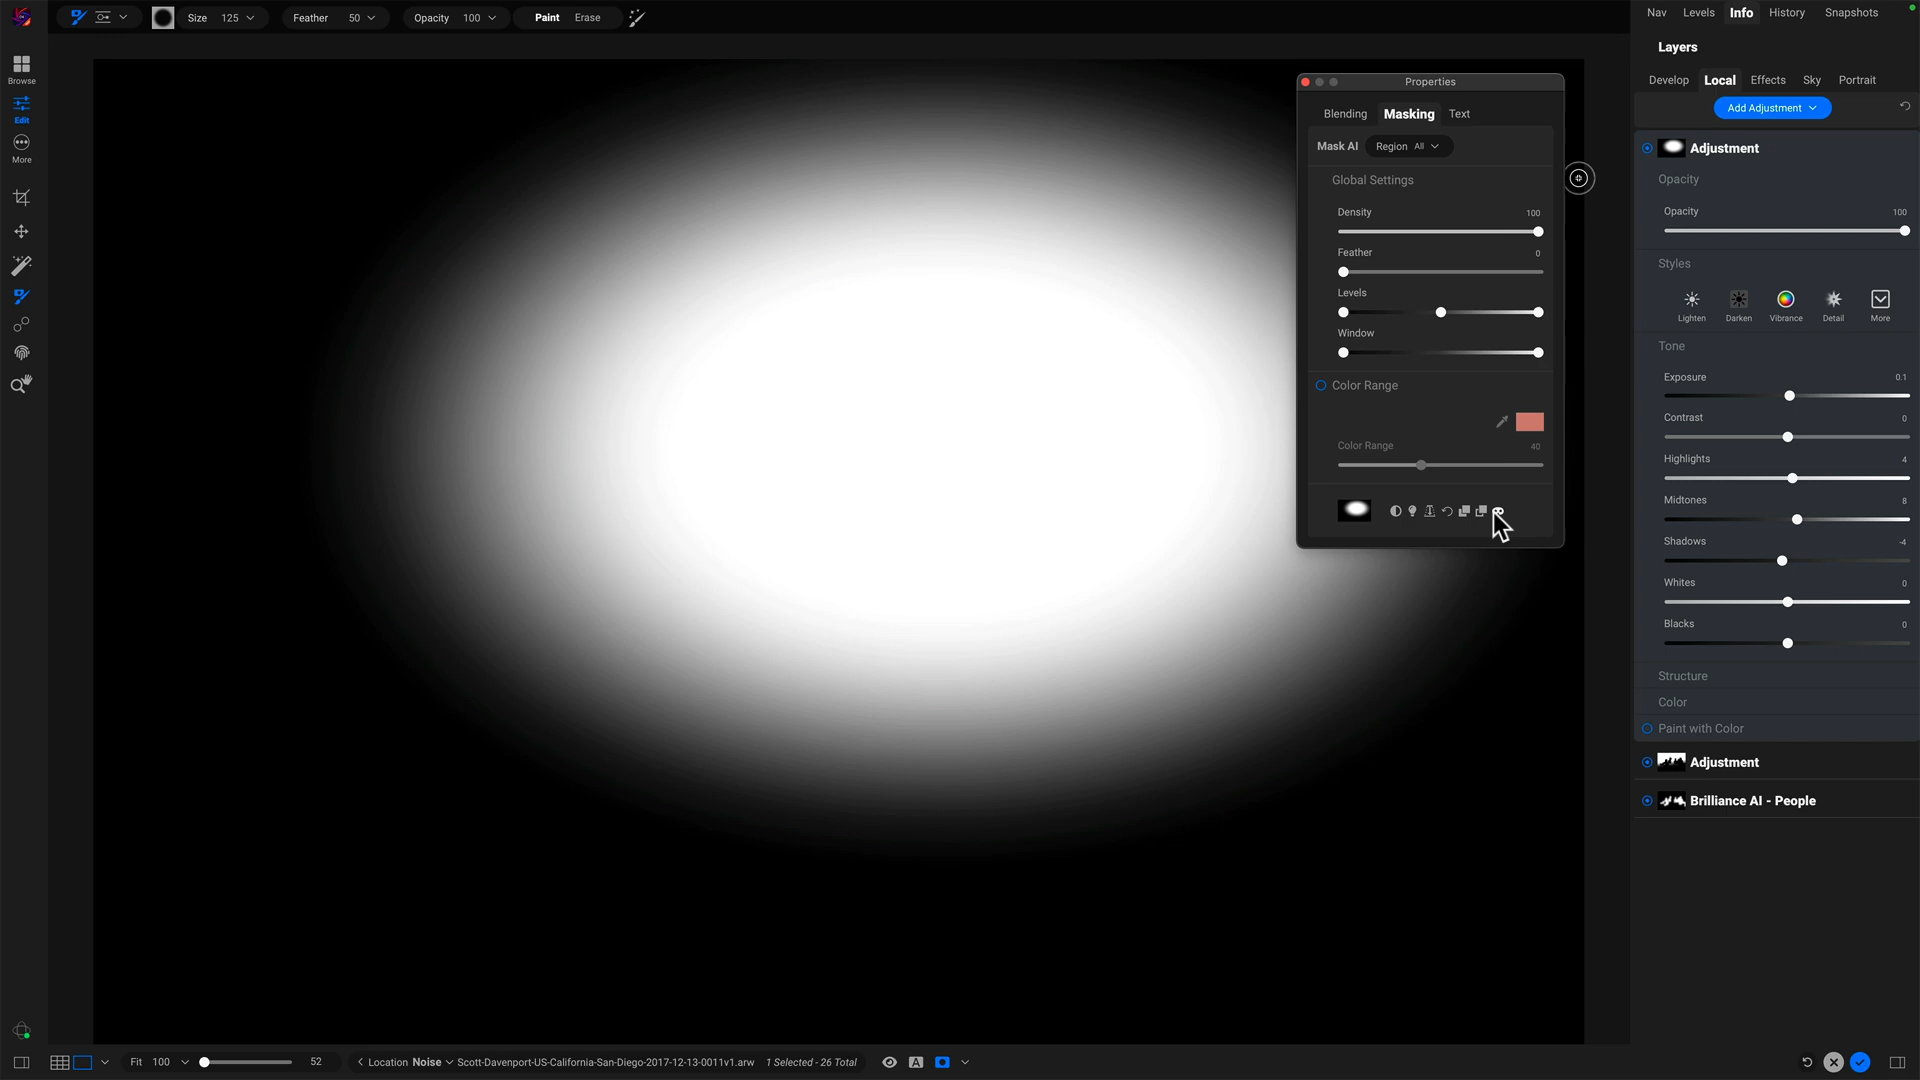 Size 125 Feather 50 Opacity 100 Paint Erase
Nav Levels Info History Snapshots
Layers
Develop Local Effects Sky Portrait
Add Adjustment
Browse
Edit
More
Properties
Blending Masking Text
Mask AI Region All
Global Settings
Density 100
Feather 0
Levels
Window
Color Range
Color Range 40
Adjustment
Opacity
Opacity 100
Styles
Lighten Darken Vibrance Detail More
Tone
Exposure 0.1
Contrast 0
Highlights 4
Midtones 8
Shadows -4
Whites 0
Blacks 0
Structure
Color
Paint with Color
Adjustment
Brilliance AI - People
Fit 100 52 Location Noise Scott-Davenport-US-California-San-Diego-2017-12-13-0011v1.arw 1 Selected - 26 Total A